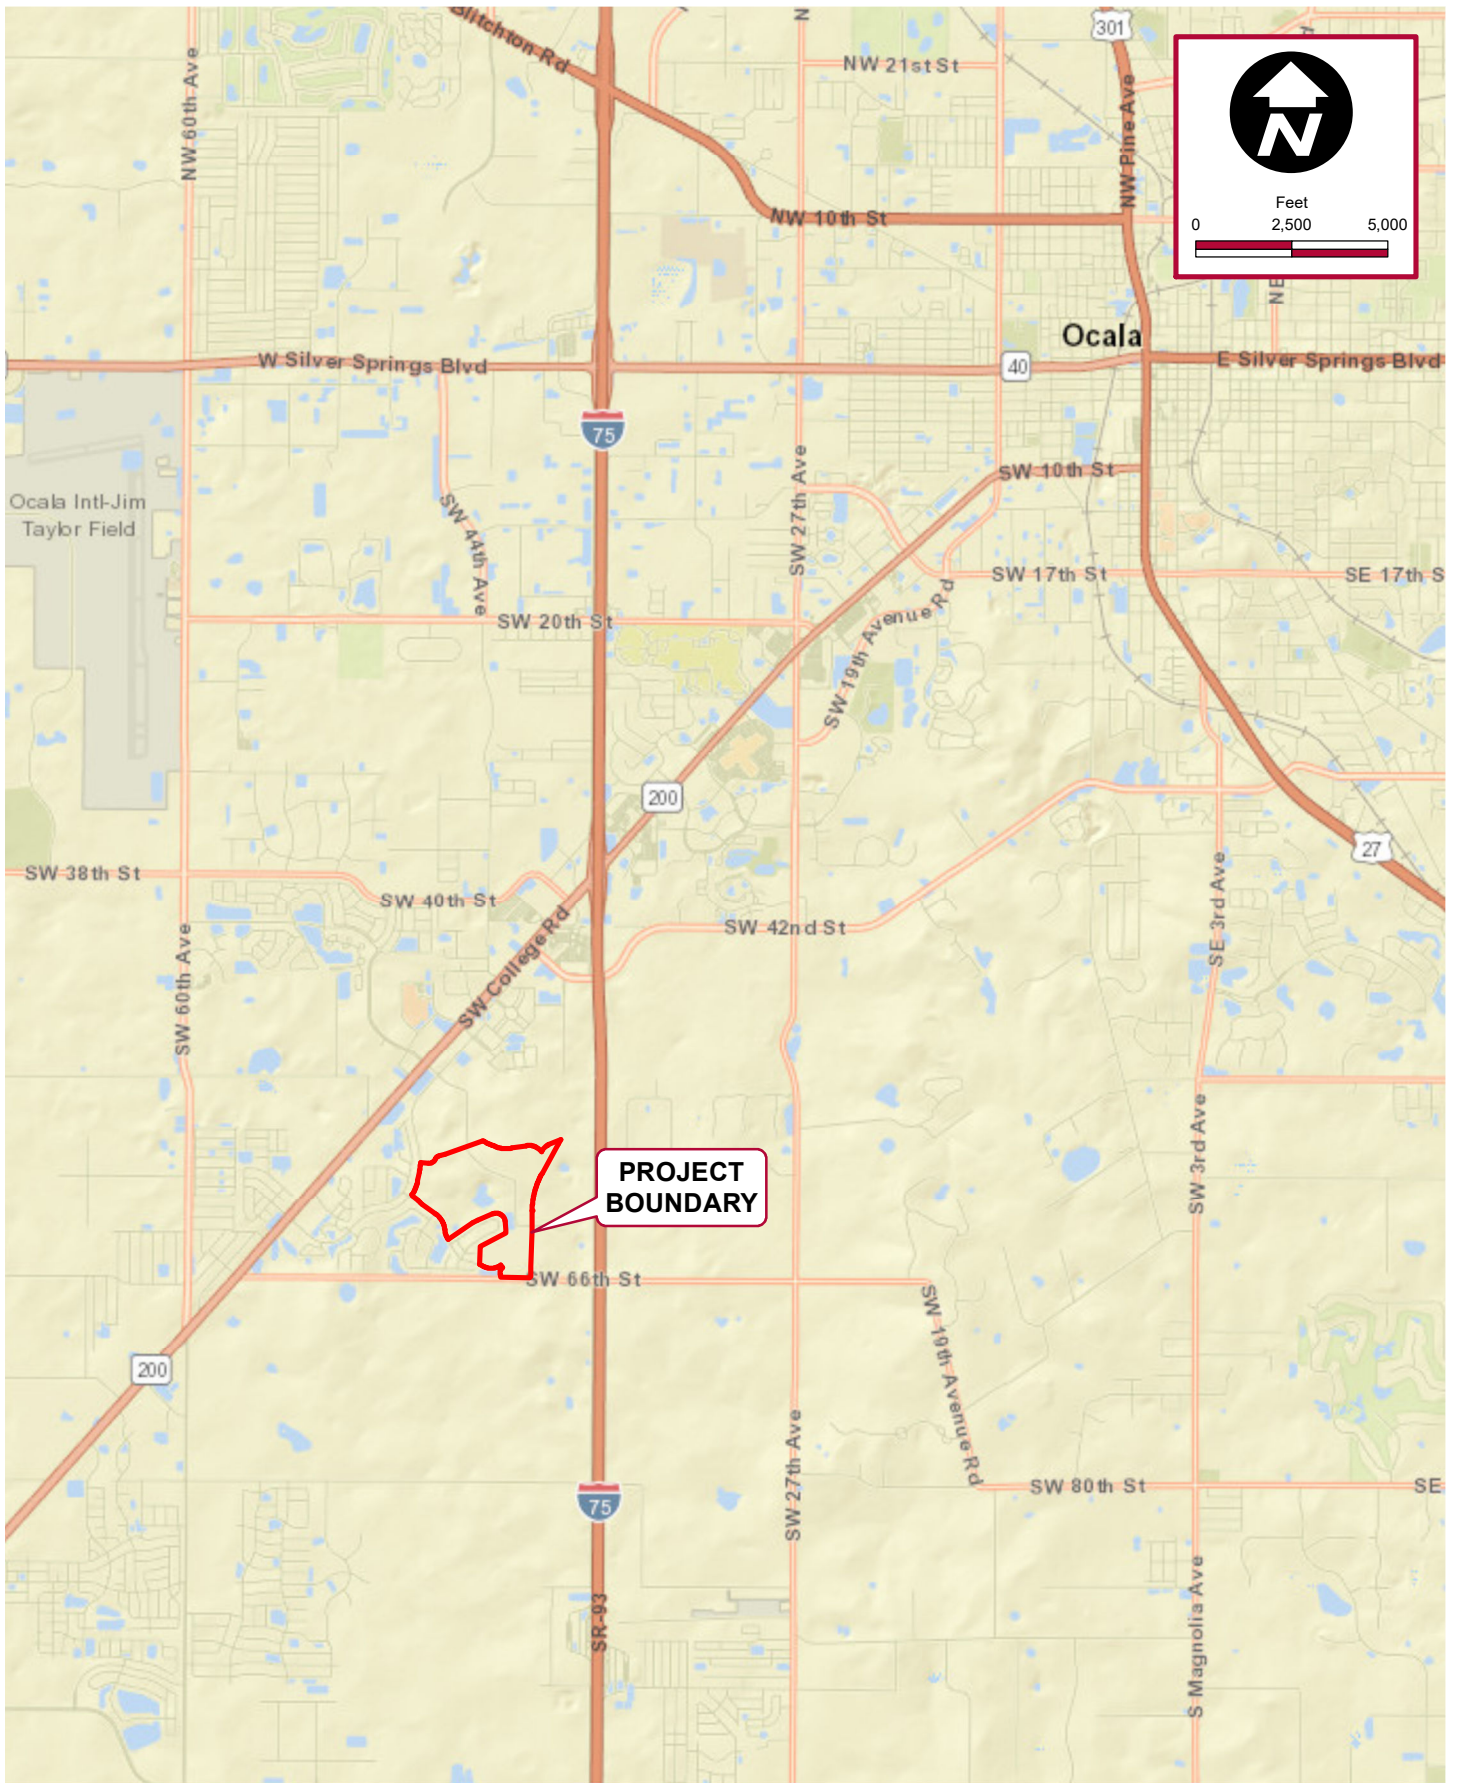 Blitchton Rd
301
NW 60th Ave
N
NW 21st St
NW Pine Ave
N
Feet
0 2,500 5,000
NW 10th St
NE
Ocala
W Silver Springs Blvd
40
E Silver Springs Blvd
75
SW 10th St
SW 27th Ave
Ocala Intl-Jim
Taylor Field
SW 44th Ave
SW 17th St
SE 17th S
SW 20th St
SW 19th Avenue Rd
200
27
SW 38th St
SW 40th St
SW College Rd
SW 42nd St
SE 3rd Ave
SW 60th Ave
SW 3rd Ave
PROJECT
BOUNDARY
SW 66th St
SW 19th Avenue Rd
200
SW 27th Ave
75
SW 80th St
SE
SR-93
S Magnolia Ave